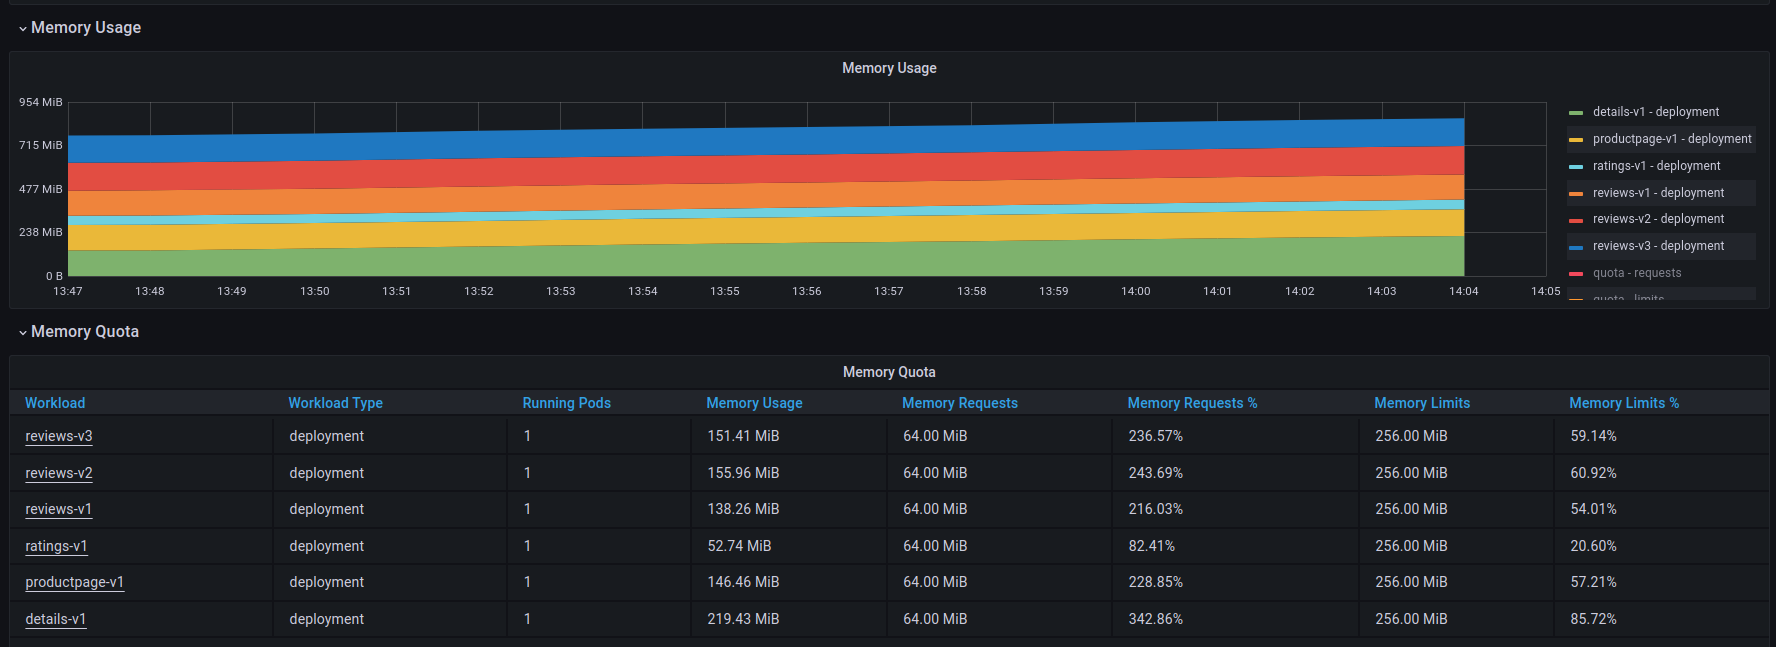 Memory Usage
Memory Usage
954 MiB
715 MiB
477 MiB
238 MiB
0 B
13:47 13:48 13:49 13:50 13:51 13:52 13:53 13:54 13:55 13:56 13:57 13:58 13:59 14:00 14:01 14:02 14:03 14:04 14:05
details-v1 - deployment
productpage-v1 - deployment
ratings-v1 - deployment
reviews-v1 - deployment
reviews-v2 - deployment
reviews-v3 - deployment
quota - requests
quota - limits
Memory Quota
Memory Quota
Workload Workload Type Running Pods Memory Usage Memory Requests Memory Requests % Memory Limits Memory Limits %
reviews-v3 deployment 1 151.41 MiB 64.00 MiB 236.57% 256.00 MiB 59.14%
reviews-v2 deployment 1 155.96 MiB 64.00 MiB 243.69% 256.00 MiB 60.92%
reviews-v1 deployment 1 138.26 MiB 64.00 MiB 216.03% 256.00 MiB 54.01%
ratings-v1 deployment 1 52.74 MiB 64.00 MiB 82.41% 256.00 MiB 20.60%
productpage-v1 deployment 1 146.46 MiB 64.00 MiB 228.85% 256.00 MiB 57.21%
details-v1 deployment 1 219.43 MiB 64.00 MiB 342.86% 256.00 MiB 85.72%